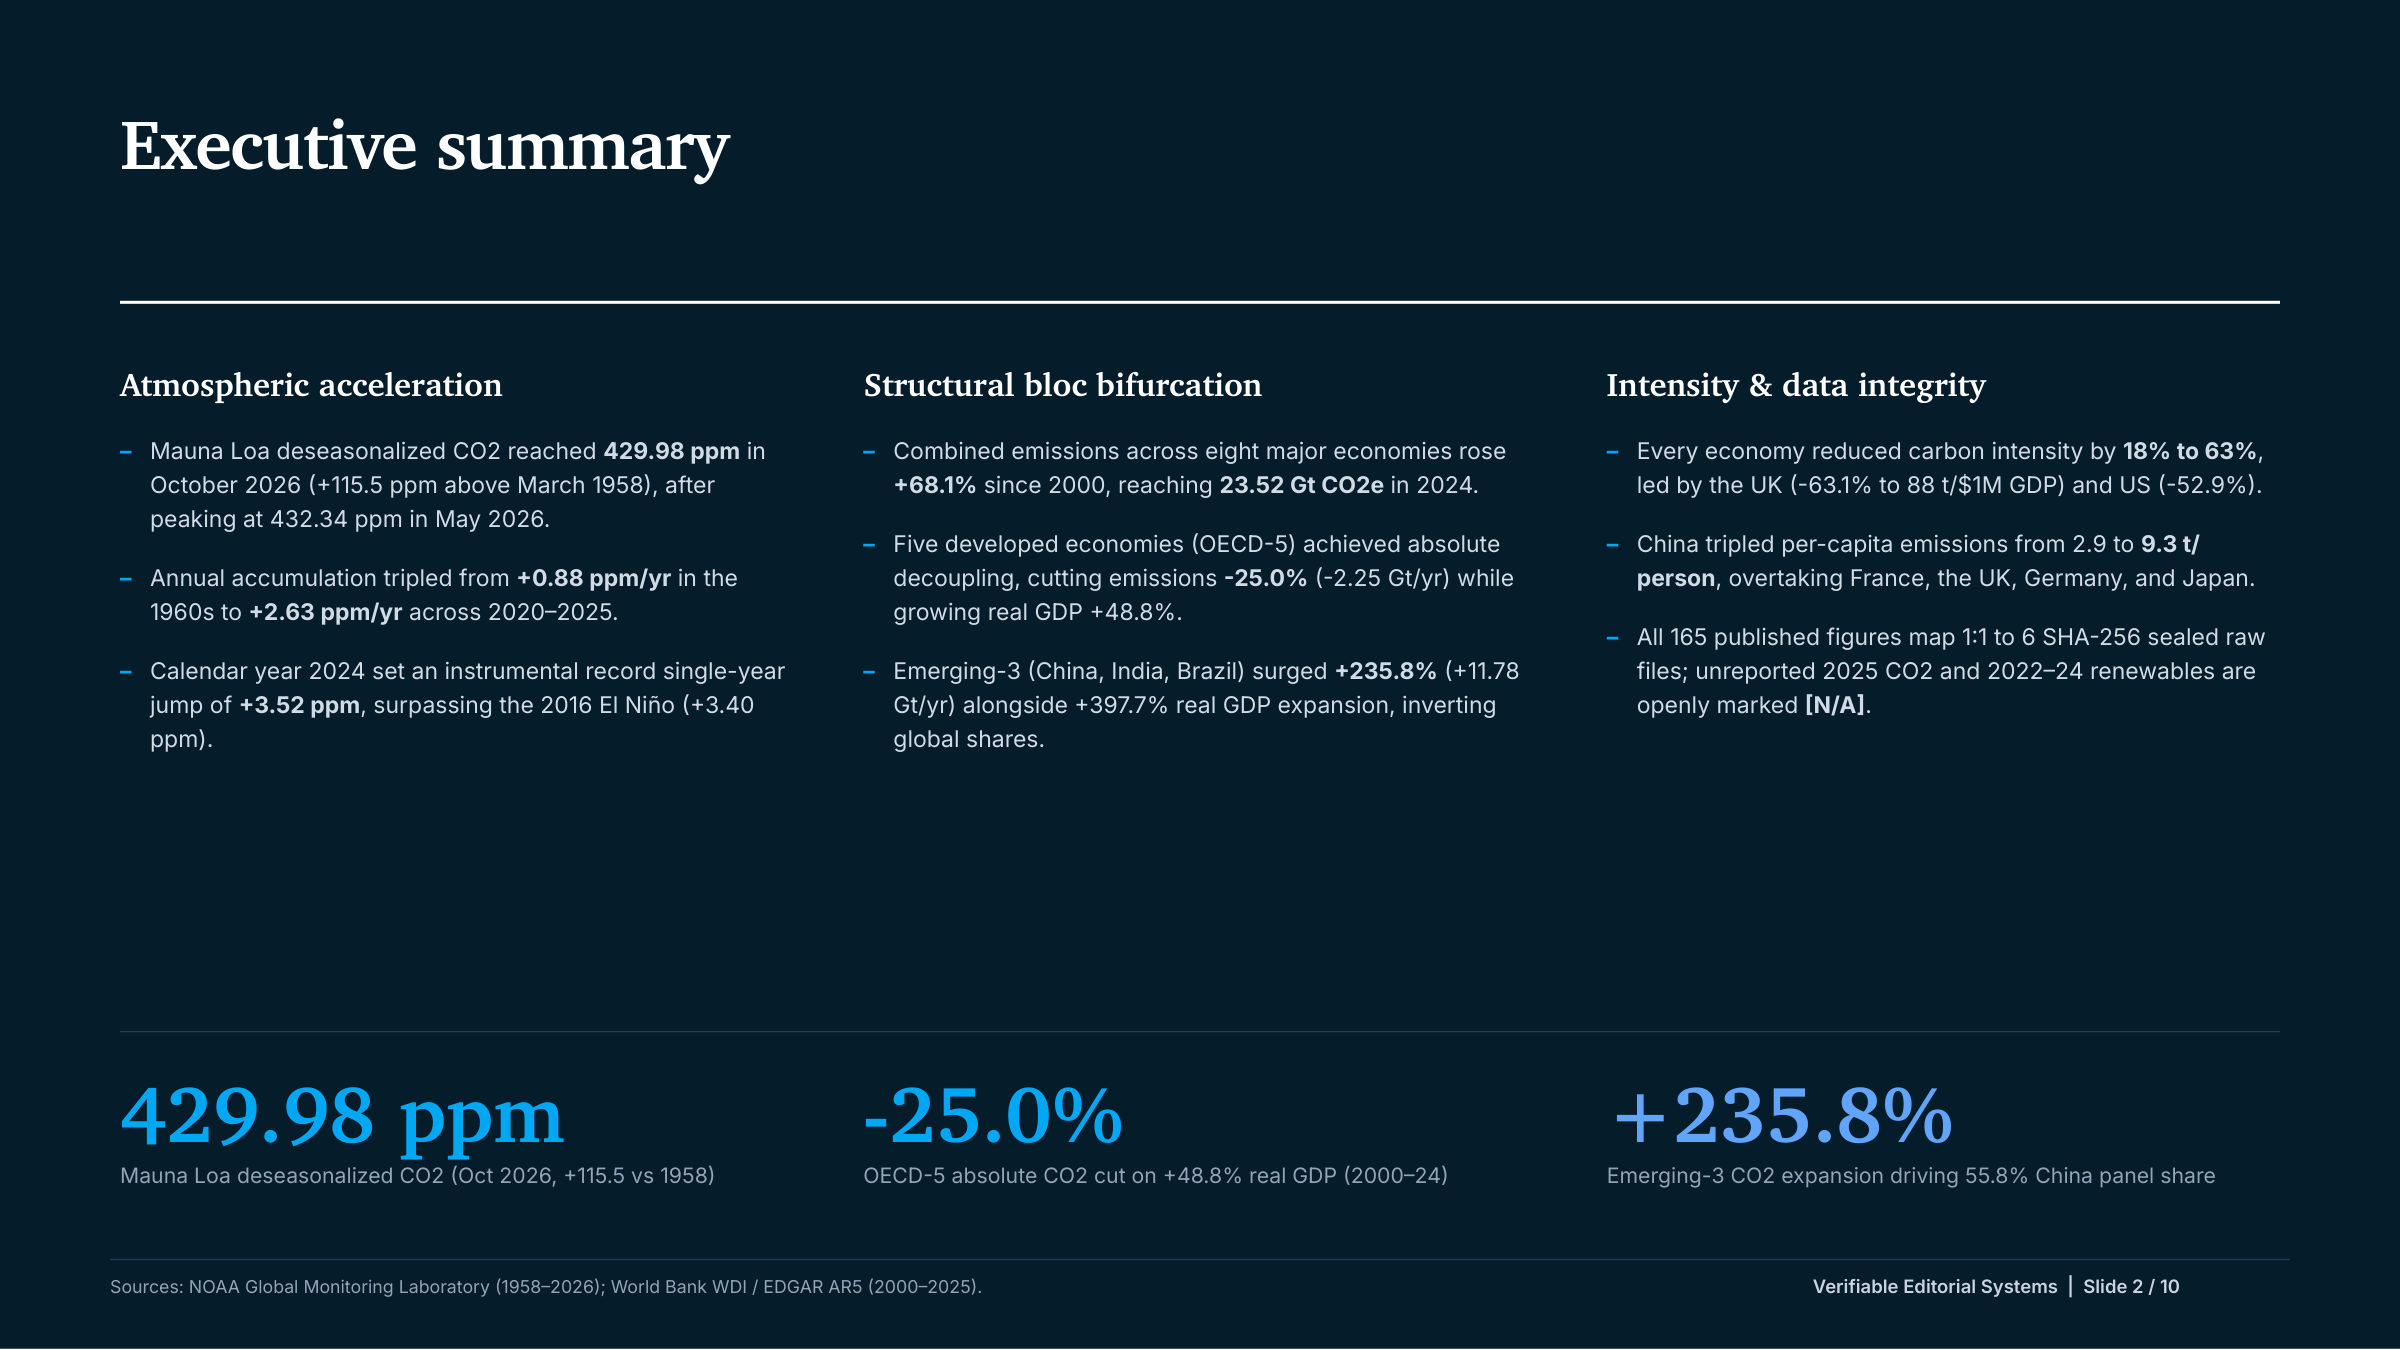 Executive summary
Atmospheric acceleration
– Mauna Loa deseasonalized CO2 reached 429.98 ppm in
October 2026 (+115.5 ppm above March 1958), after
peaking at 432.34 ppm in May 2026.
– Annual accumulation tripled from +0.88 ppm/yr in the
1960s to +2.63 ppm/yr across 2020–2025.
– Calendar year 2024 set an instrumental record single-year
jump of +3.52 ppm, surpassing the 2016 El Niño (+3.40
ppm).
Structural bloc bifurcation
– Combined emissions across eight major economies rose
+68.1% since 2000, reaching 23.52 Gt CO2e in 2024.
– Five developed economies (OECD-5) achieved absolute
decoupling, cutting emissions -25.0% (-2.25 Gt/yr) while
growing real GDP +48.8%.
– Emerging-3 (China, India, Brazil) surged +235.8% (+11.78
Gt/yr) alongside +397.7% real GDP expansion, inverting
global shares.
Intensity & data integrity
– Every economy reduced carbon intensity by 18% to 63%,
led by the UK (-63.1% to 88 t/$1M GDP) and US (-52.9%).
– China tripled per-capita emissions from 2.9 to 9.3 t/
person, overtaking France, the UK, Germany, and Japan.
– All 165 published figures map 1:1 to 6 SHA-256 sealed raw
files; unreported 2025 CO2 and 2022–24 renewables are
openly marked [N/A].
429.98 ppm
Mauna Loa deseasonalized CO2 (Oct 2026, +115.5 vs 1958)
-25.0%
OECD-5 absolute CO2 cut on +48.8% real GDP (2000–24)
+235.8%
Emerging-3 CO2 expansion driving 55.8% China panel share
Sources: NOAA Global Monitoring Laboratory (1958–2026); World Bank WDI / EDGAR AR5 (2000–2025).
Verifiable Editorial Systems | Slide 2 / 10